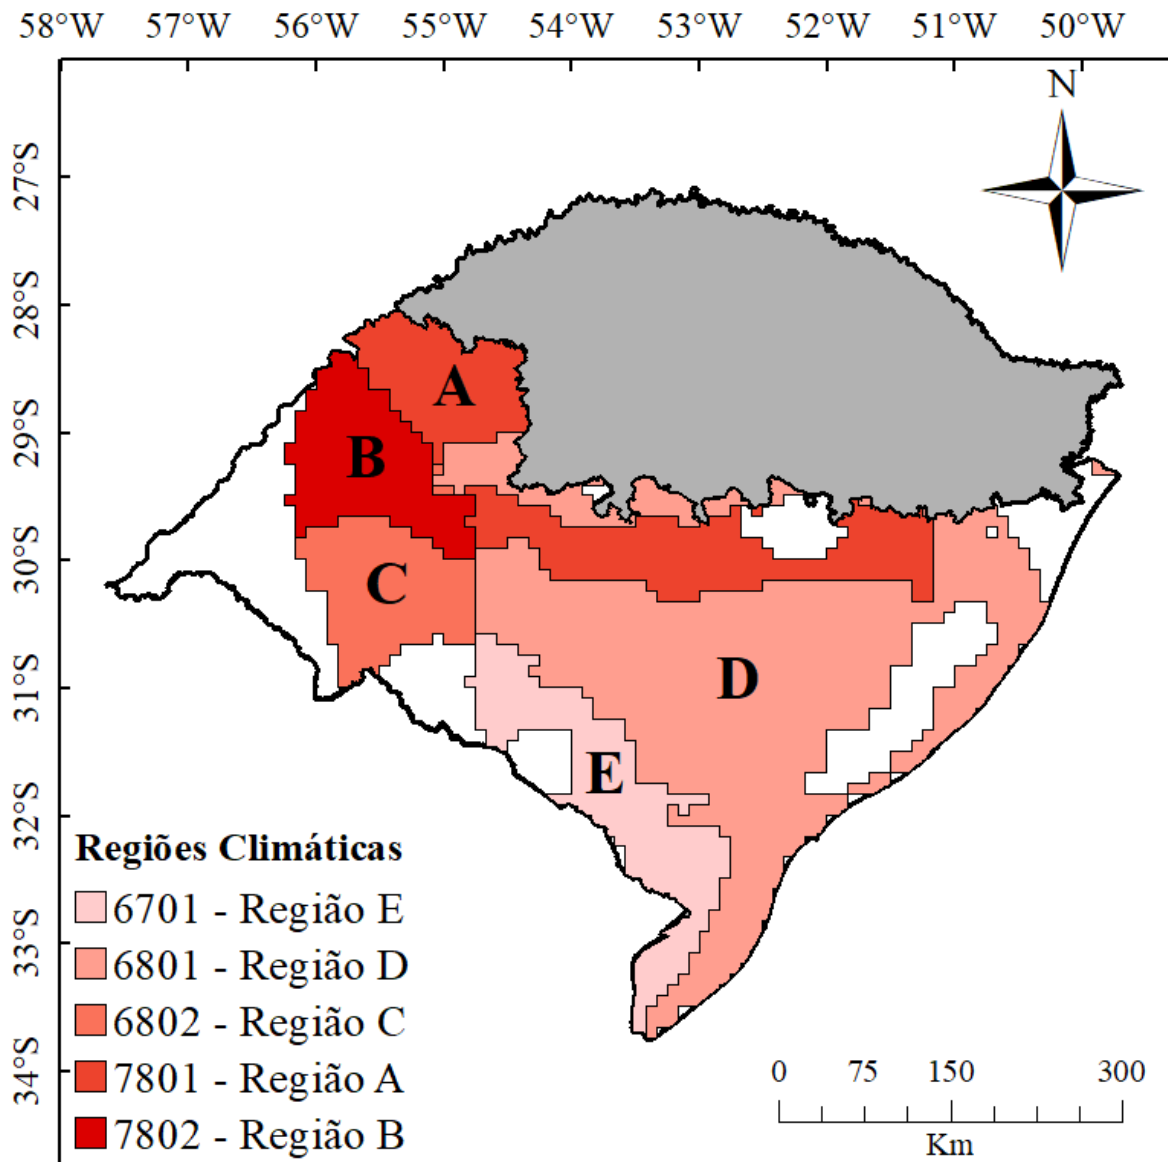 58°W 57°W 56°W 55°W 54°W 53°W 52°W 51°W 50°W
N
27°S
28°S
29°S
30°S
31°S
32°S
33°S
34°S
A
B
C
D
E
Regiões Climáticas
6701 - Região E
6801 - Região D
6802 - Região C
7801 - Região A
7802 - Região B
0 75 150 300
Km